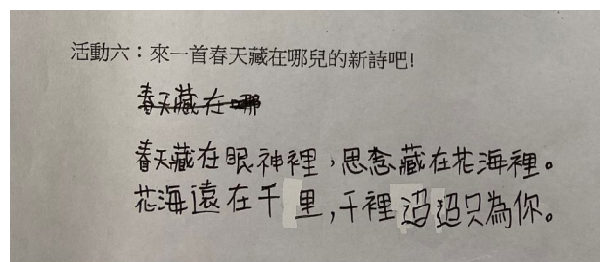 活動六：來一首春天藏在哪兒的新詩吧!
春天藏在哪
春天藏在眼神裡，思念藏在花海裡。
花海遠在千里，千裡迢迢只為你。